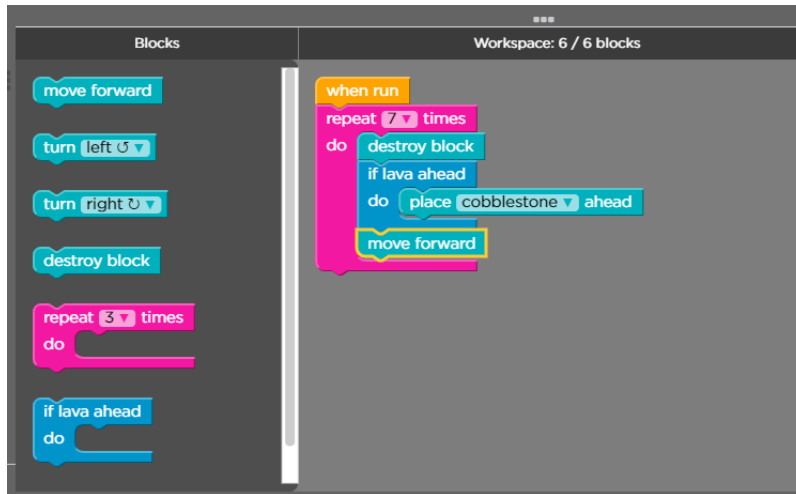 Blocks
Workspace: 6 / 6 blocks
move forward
turn left ↺ ▼
turn right ↻ ▼
destroy block
repeat 3 ▼ times
do
if lava ahead
do
when run
repeat 7 ▼ times
do destroy block
if lava ahead
do place cobblestone ▼ ahead
move forward